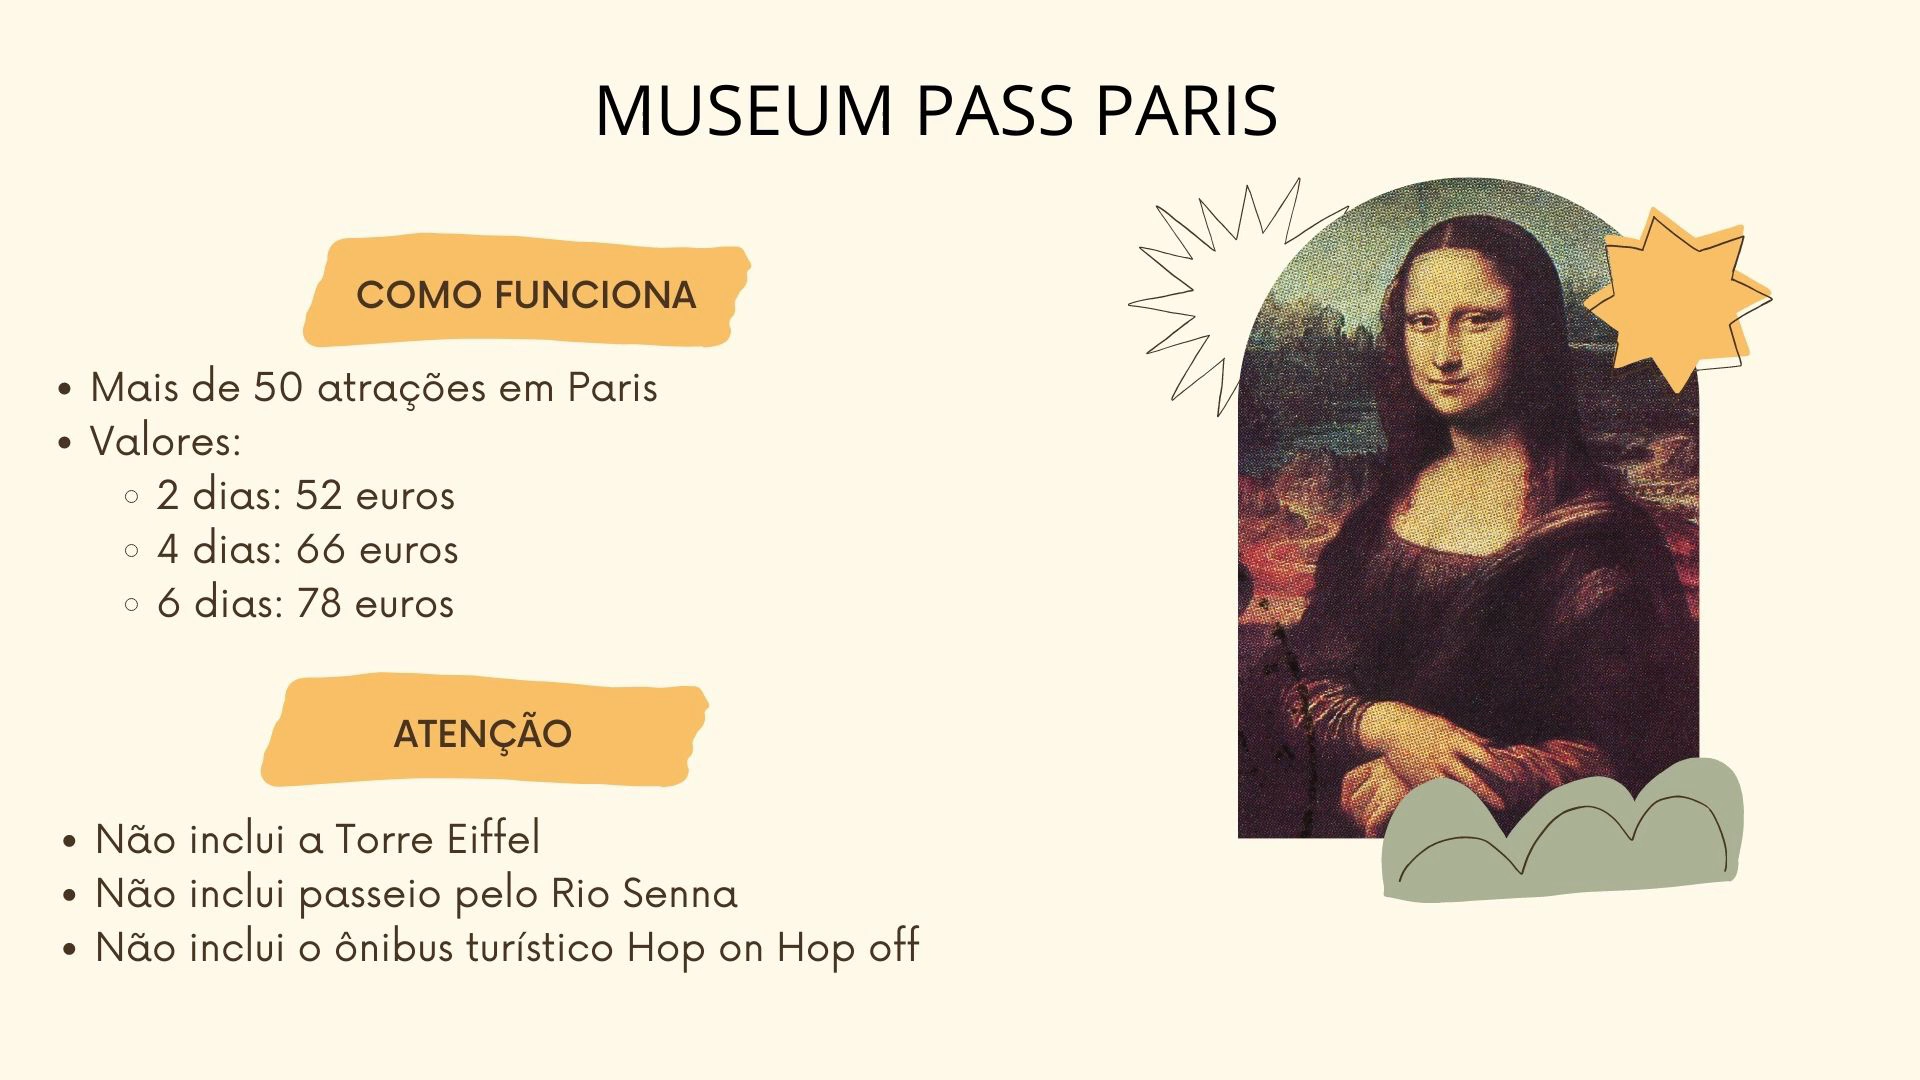 MUSEUM PASS PARIS
COMO FUNCIONA
• Mais de 50 atrações em Paris
• Valores:
◦ 2 dias: 52 euros
◦ 4 dias: 66 euros
◦ 6 dias: 78 euros
ATENÇÃO
• Não inclui a Torre Eiffel
• Não inclui passeio pelo Rio Senna
• Não inclui o ônibus turístico Hop on Hop off